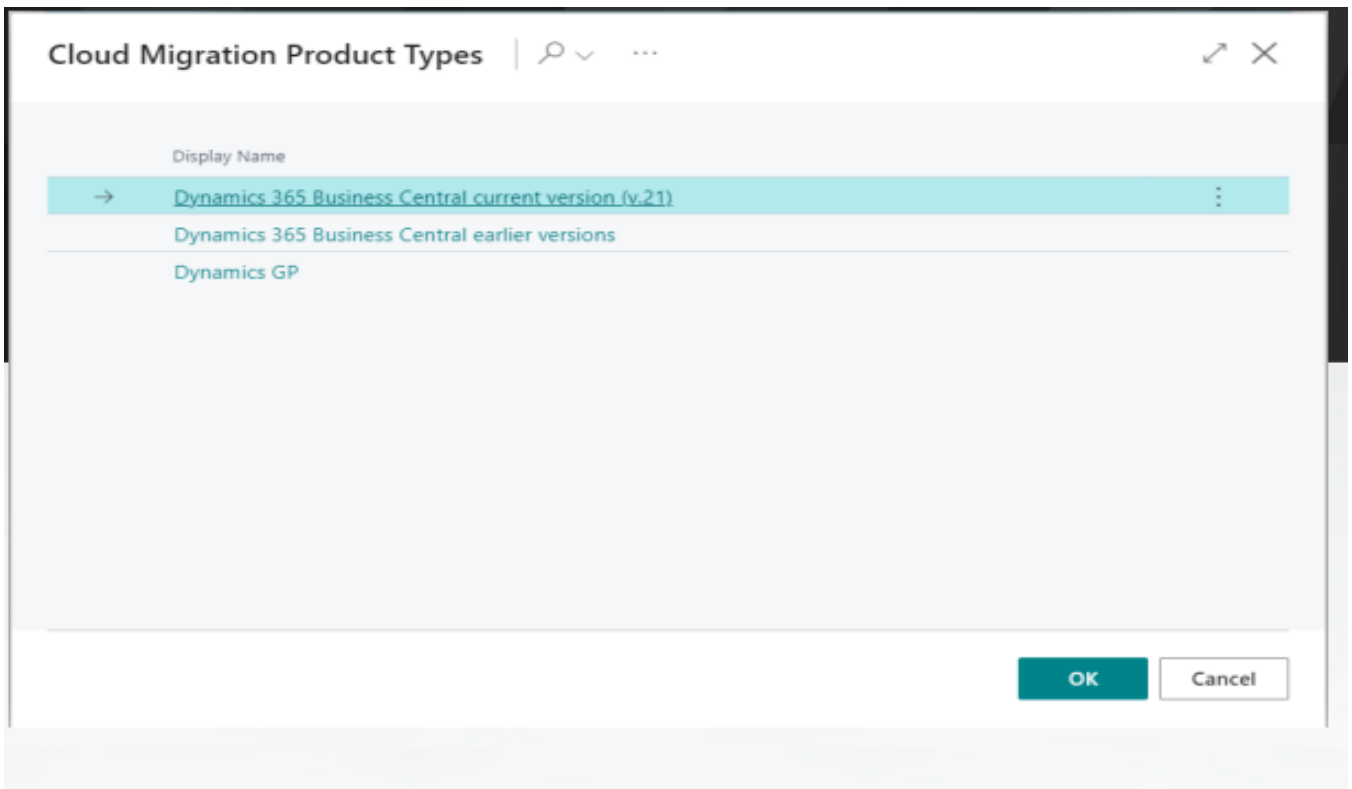 Cloud Migration Product Types
Display Name
Dynamics 365 Business Central current version (v.21)
Dynamics 365 Business Central earlier versions
Dynamics GP
OK Cancel